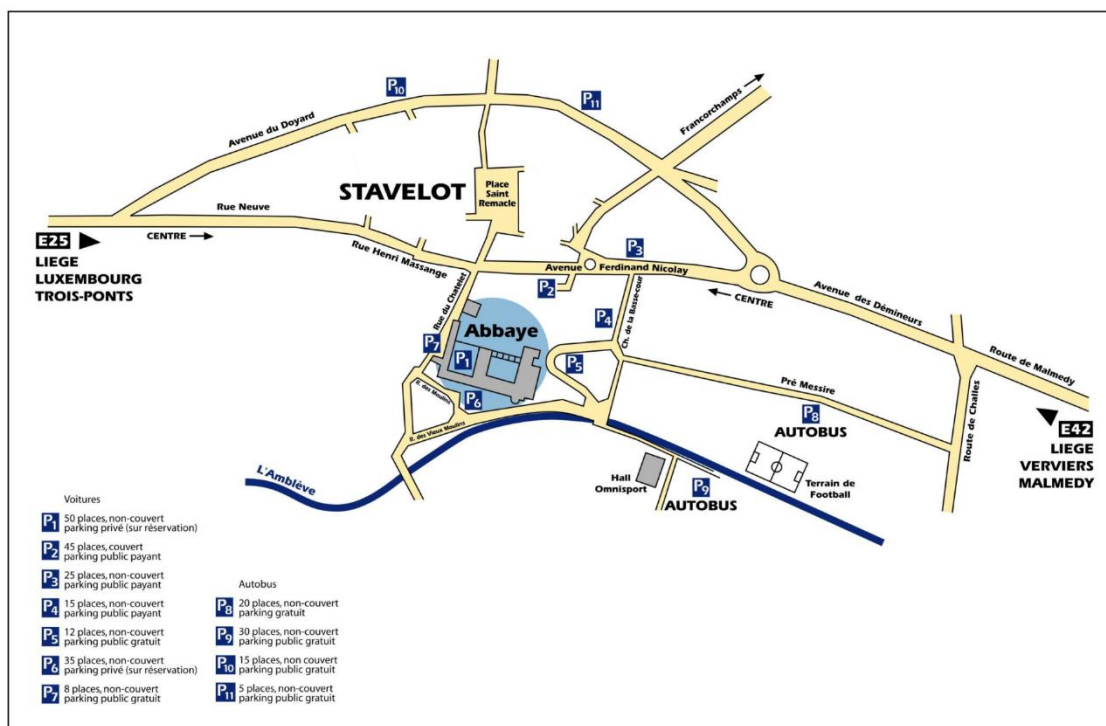 P10
P11
Avenue du Doyard
Francorchamps
STAVELOT
Place
Saint
Remacle
Rue Neuve
CENTRE
E25
LIEGE
LUXEMBOURG
TROIS-PONTS
Rue Henri Massange
P3
Avenue Ferdinand Nicolay
P2
CENTRE
Avenue des Démineurs
Rue du Chatelet
Abbaye
P4
Ch. de la Basse-cour
P7
P1
P5
Route de Malmedy
Pré Messire
R. des Moulins
P6
P8
AUTOBUS
Route de Challes
E42
LIEGE
VERVIERS
MALMEDY
R. des Vieux Moulins
L'Amblève
Hall
Omnisport
P9
AUTOBUS
Terrain de
Football
Voitures
P1 50 places, non-couvert
parking privé (sur réservation)
P2 45 places, couvert
parking public payant
P3 25 places, non-couvert
parking public payant
P4 15 places, non-couvert
parking public payant
P5 12 places, non-couvert
parking public gratuit
P6 35 places, non-couvert
parking privé (sur réservation)
P7 8 places, non-couvert
parking public gratuit
Autobus
P8 20 places, non-couvert
parking gratuit
P9 30 places, non-couvert
parking public gratuit
P10 15 places, non couvert
parking public gratuit
P11 5 places, non-couvert
parking public gratuit